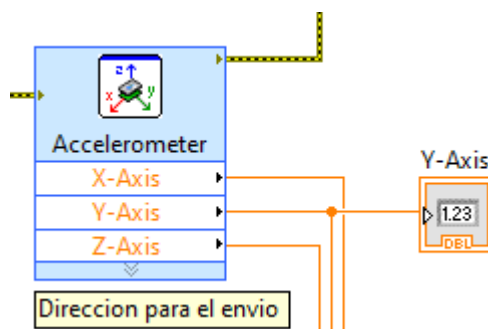 z
x y
Accelerometer
X-Axis
Y-Axis
Z-Axis
Y-Axis
1.23
DBL
Direccion para el envio